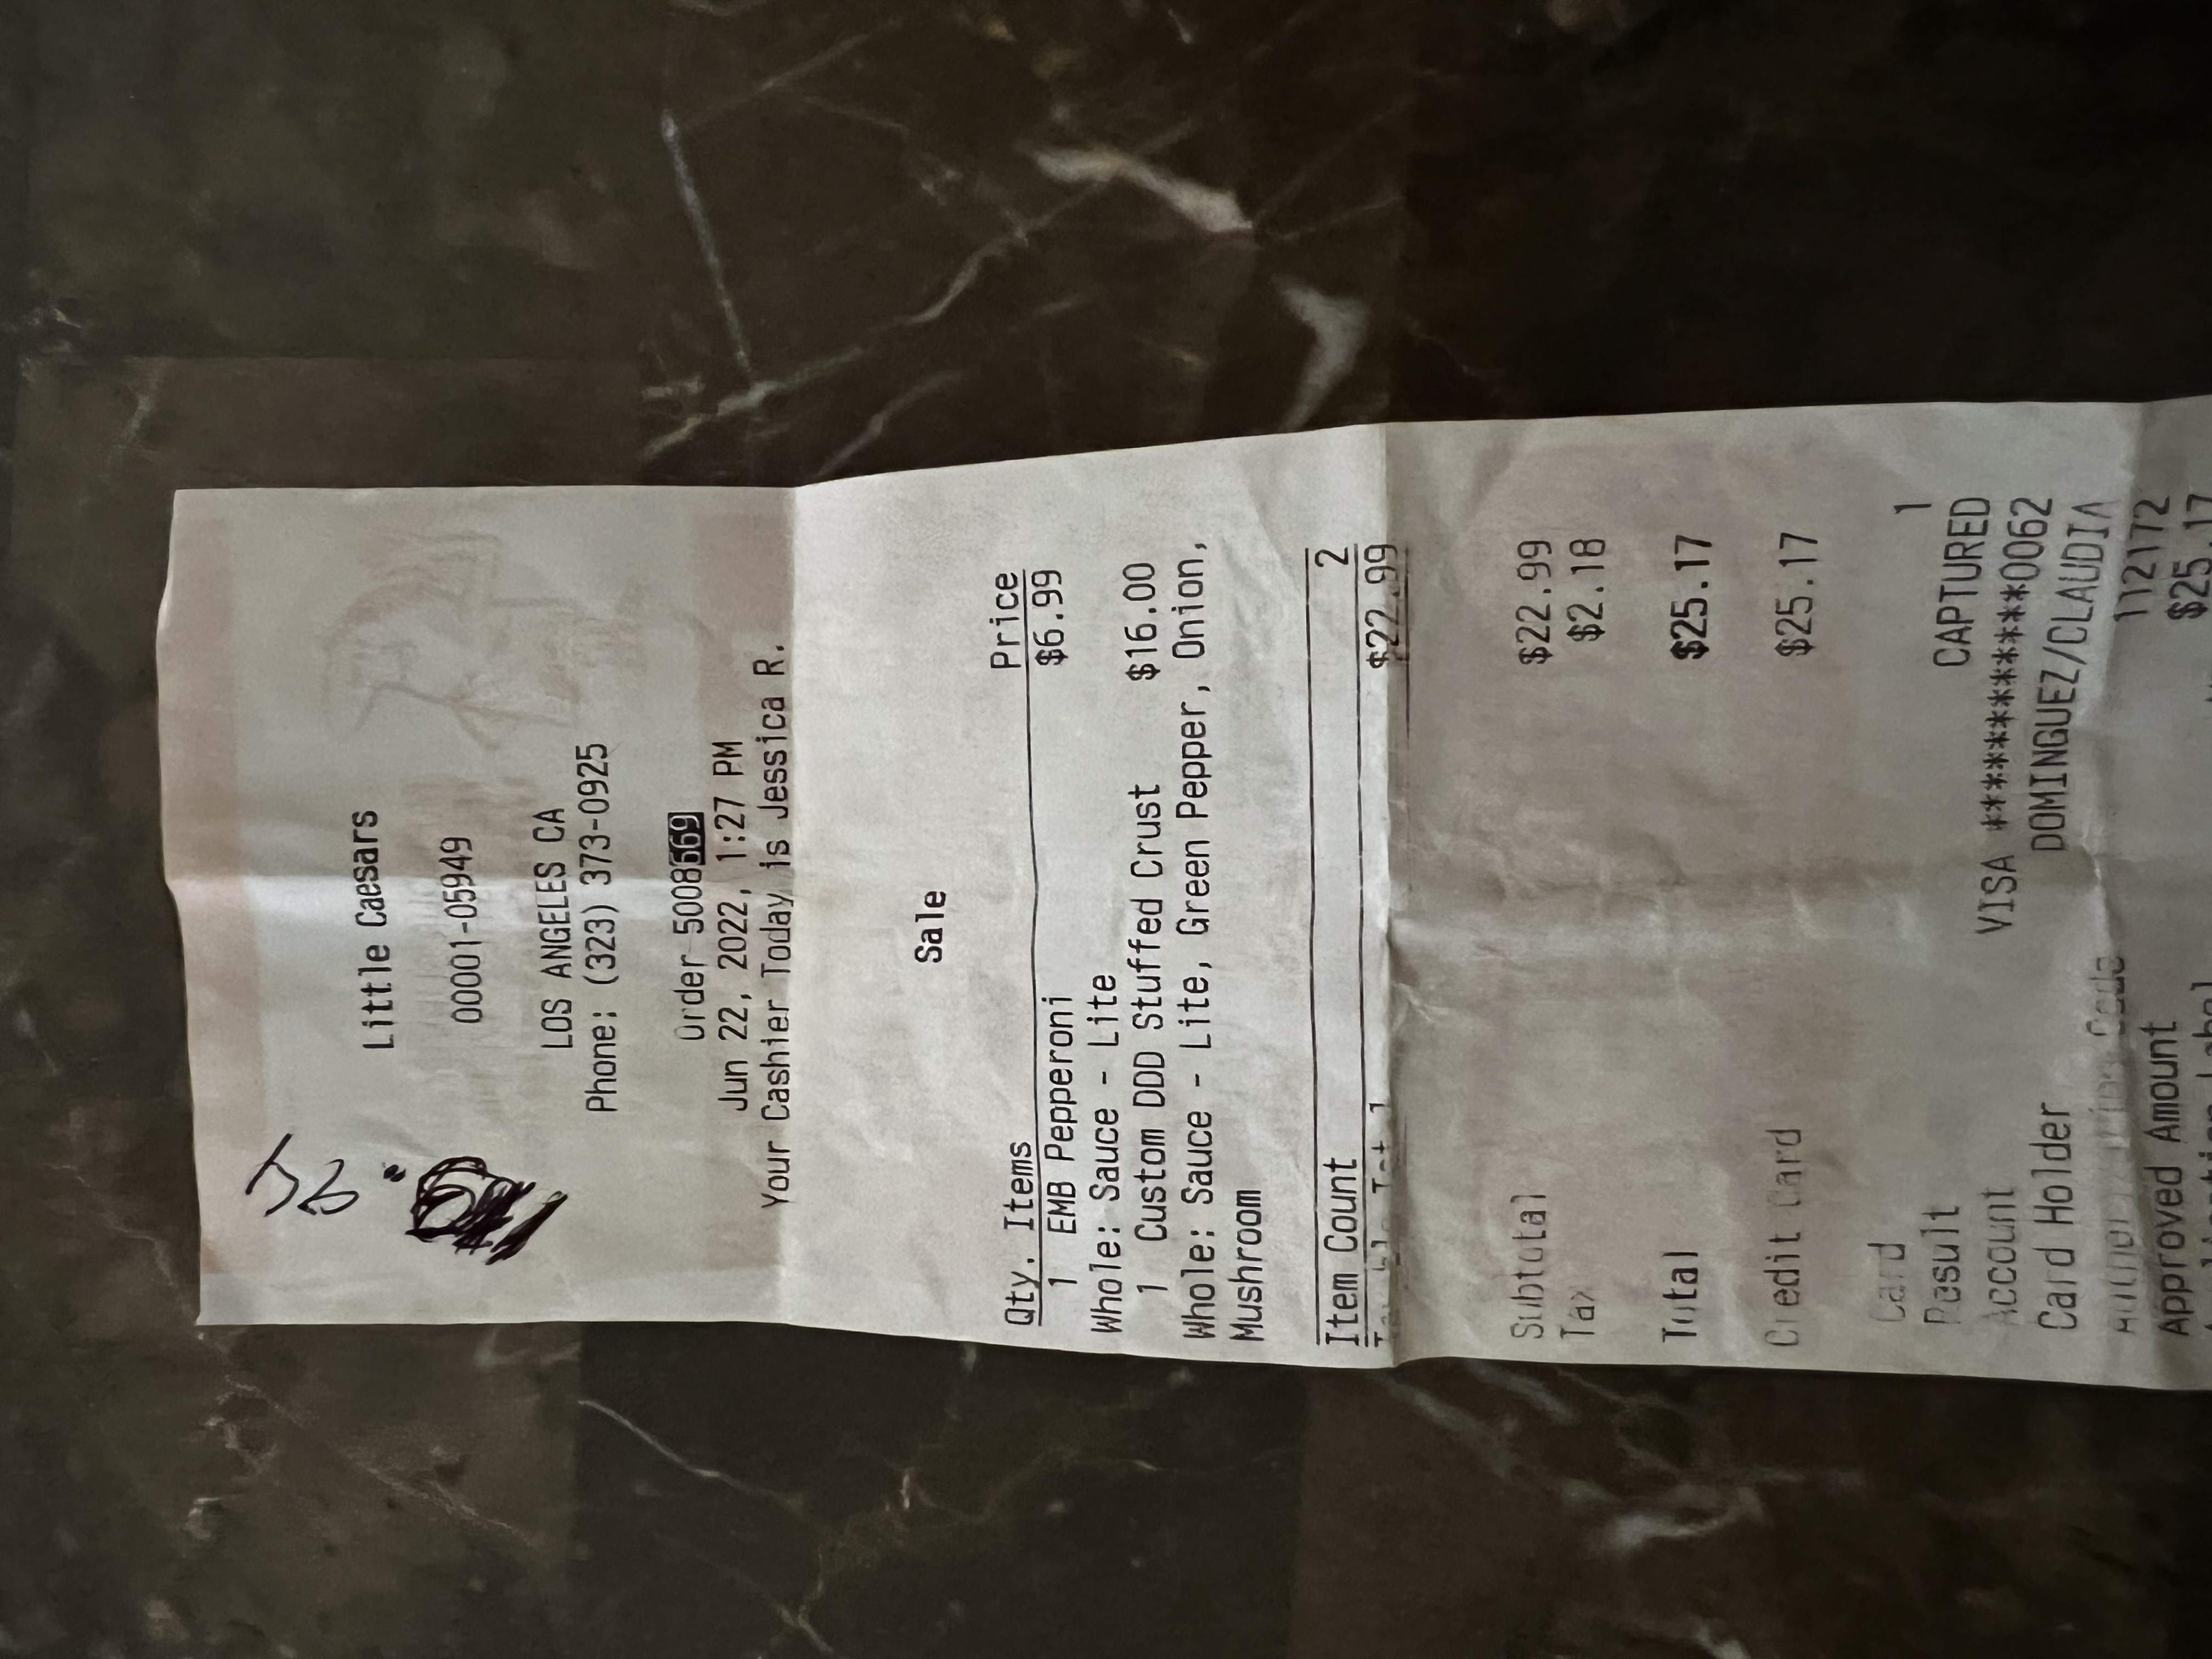 Little Caesars
00001-05949
LOS ANGELES CA
Phone: (323) 373-0925
Order 5008669
Jun 22, 2022, 1:27 PM
Your Cashier Today is Jessica R.
Sale
Qty. Items Price
1 EMB Pepperoni $6.99
Whole: Sauce - Lite
1 Custom DDD Stuffed Crust $16.00
Whole: Sauce - Lite, Green Pepper, Onion,
Mushroom
Item Count 2
$22.99
Subtotal $22.99
Tax $2.18
Total $25.17
Credit Card $25.17
Card 1
Result CAPTURED
Account VISA ************0062
Card Holder DOMINGUEZ/CLAUDIA
112172
Approved Amount $25.17